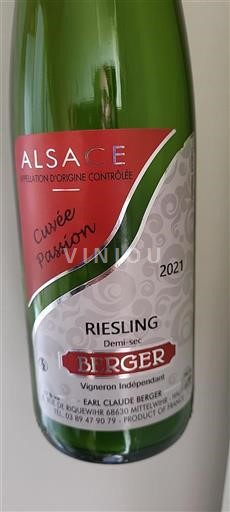 ALSACE
APPELLATION D'ORIGINE CONTRÔLÉE
Cuvée
Passion
VINIOU
2021
RIESLING
Demi-sec
BERGER
Vigneron Indépendant
EARL CLAUDE BERGER
DE RIQUEWIHR 68630 MITTELWIHR
TEL. 03 89 47 90 79 - PRODUCT OF FRANCE